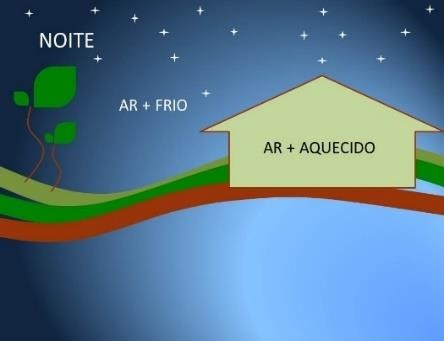 NOITE
AR + FRIO
AR + AQUECIDO